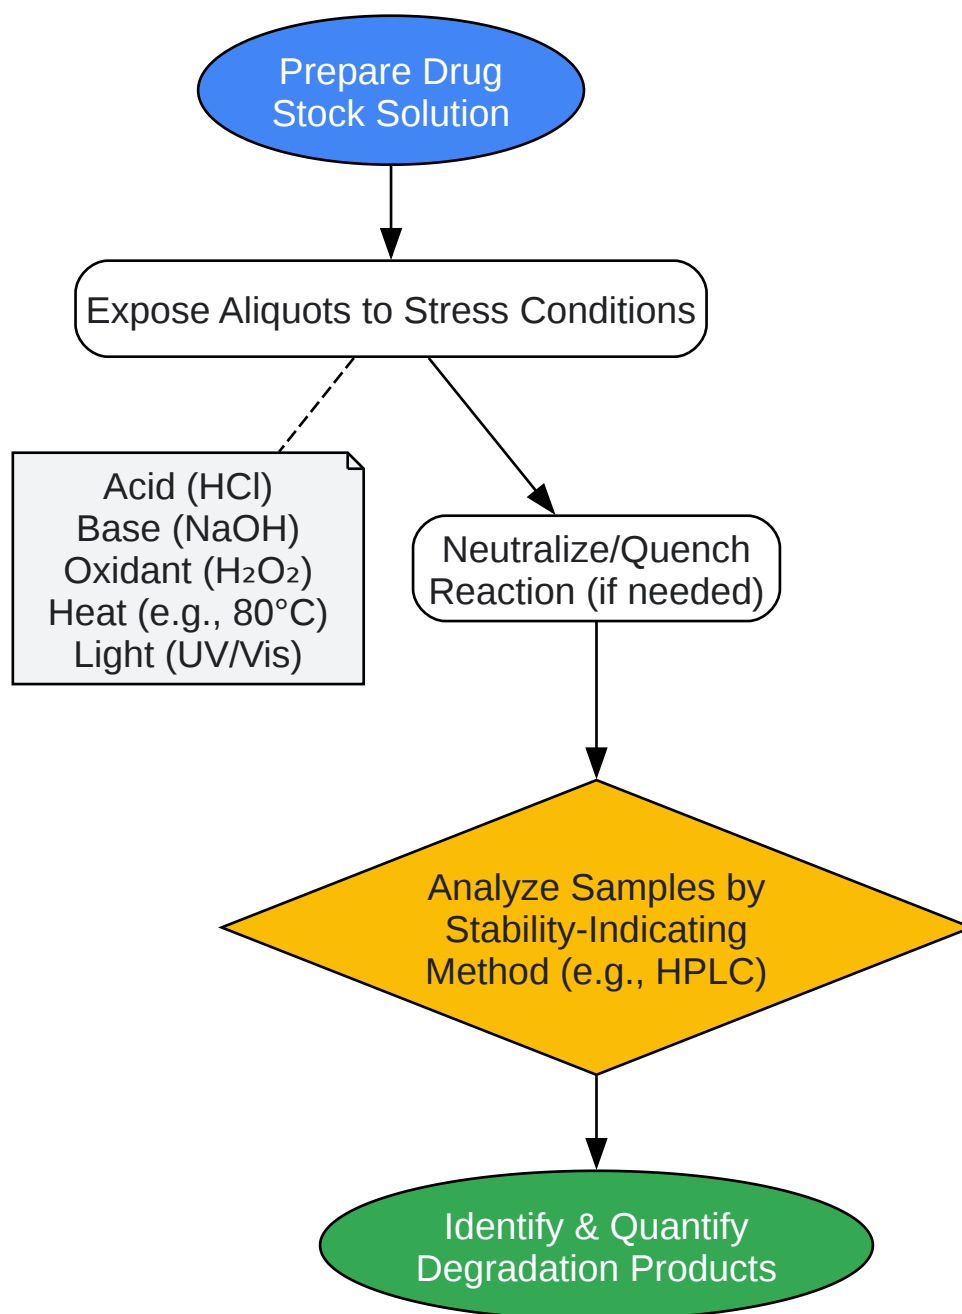 Prepare Drug
Stock Solution
Expose Aliquots to Stress Conditions
Acid (HCl)
Base (NaOH)
Oxidant (H₂O₂)
Heat (e.g., 80°C)
Light (UV/Vis)
Neutralize/Quench
Reaction (if needed)
Analyze Samples by
Stability-Indicating
Method (e.g., HPLC)
Identify & Quantify
Degradation Products